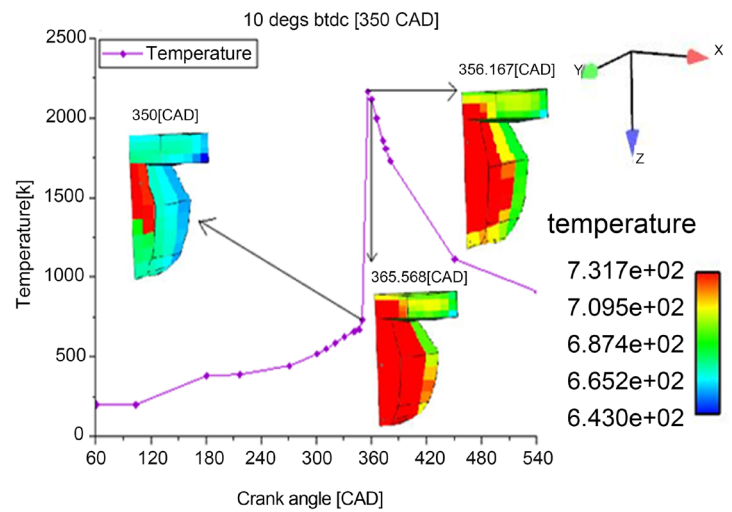 10 degs btdc [350 CAD]
2500
2000
1500
1000
500
0
Temperature[k]
Temperature
350[CAD]
356.167[CAD]
365.568[CAD]
60
120
180
240
300
360
420
480
540
Crank angle [CAD]
X
Y
Z
temperature
7.317e+02
7.095e+02
6.874e+02
6.652e+02
6.430e+02